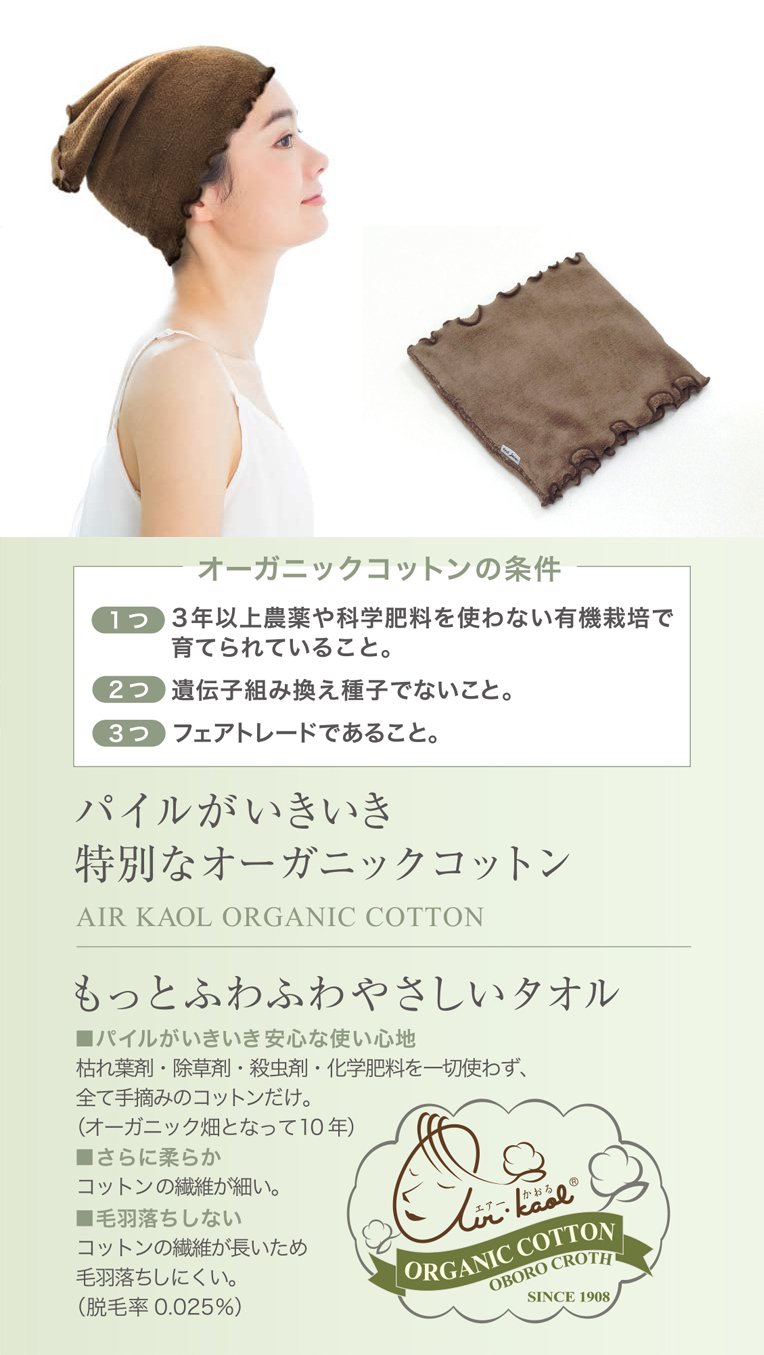 オーガニックコットンの条件
1つ 3年以上農薬や科学肥料を使わない有機栽培で
育てられていること。
2つ 遺伝子組み換え種子でないこと。
3つ フェアトレードであること。
パイルがいきいき
特別なオーガニックコットン
AIR KAOL ORGANIC COTTON
もっとふわふわやさしいタオル
■パイルがいきいき安心な使い心地
枯れ葉剤・除草剤・殺虫剤・化学肥料を一切使わず、
全て手摘みのコットンだけ。
(オーガニック畑となって10年)
■さらに柔らか
コットンの繊維が細い。
■毛羽落ちしない
コットンの繊維が長いため
毛羽落ちしにくい。
(脱毛率 0.025%)
エアーかおる
Air・kaol®
ORGANIC COTTON
OBORO CROTH
SINCE 1908